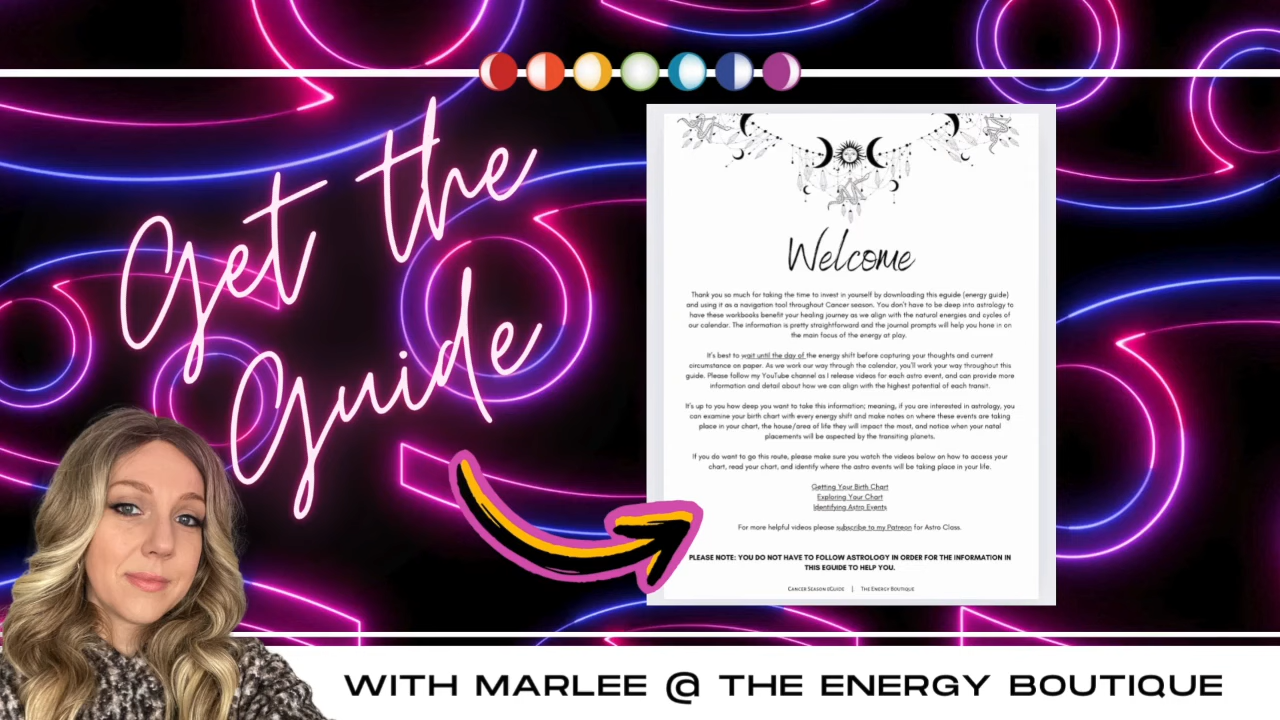 Get the
Guide
Welcome
Thank you so much for taking the time to invest in yourself by downloading this eguide (energy guide)
and using it as a navigation tool throughout Cancer season. You don't have to be deep into astrology to
have these workbooks benefit your healing journey as we align with the natural energies and cycles of
our calendar. The information is pretty straightforward and the journal prompts will help you hone in on
the main focus of the energy at play.
It's best to wait until the day of the energy shift before capturing your thoughts and current
circumstance on paper. As we work our way through the calendar, you'll work your way throughout this
guide. Please follow my YouTube channel as I release videos for each astro event, and can provide more
information and detail about how we can align with the highest potential of each transit.
It's up to you how deep you want to take this information; meaning, if you are interested in astrology, you
can examine your birth chart with every energy shift and make notes on where these events are taking
place in your chart, the house/area of life they will impact the most, and notice when your natal
placements will be aspected by the transiting planets.
If you do want to go this route, please make sure you watch the videos below on how to access your
chart, read your chart, and identify where the astro events will be taking place in your life.
Getting Your Birth Chart
Exploring Your Chart
Identifying Astro Events
For more helpful videos please subscribe to my Patreon for Astro Class.
PLEASE NOTE: YOU DO NOT HAVE TO FOLLOW ASTROLOGY IN ORDER FOR THE INFORMATION IN
THIS EGUIDE TO HELP YOU.
Cancer Season eGuide | The Energy Boutique
WITH MARLEE @ THE ENERGY BOUTIQUE